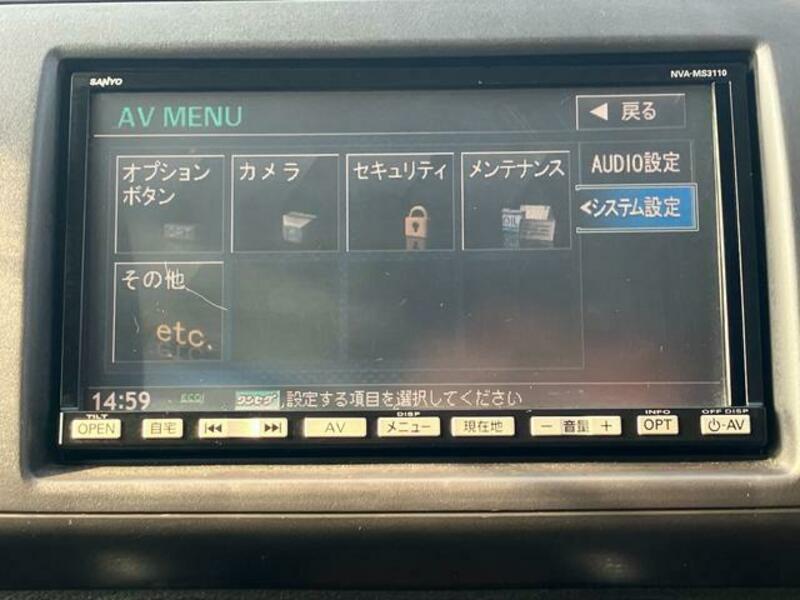 SANYO
NVA-MS3110
AV MENU
◀ 戻る
オプション
ボタン
カメラ
セキュリティ
メンテナンス
AUDIO設定
<システム設定
OIL
その他
etc.
14:59
ECO!
ワンセグ
設定する項目を選択してください
TILT
DISP
INFO
OFF DISP
OPEN
自宅
AV
メニュー
現在地
− 音量 +
OPT
⏻-AV